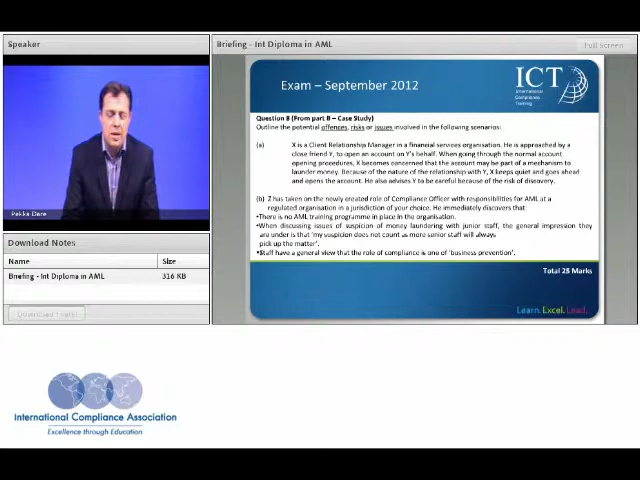 Speaker
Briefing - Int Diploma in AML
Full Screen
Exam – September 2012
ICT
International
Compliance
Training
Question 8 (From part B – Case Study)
Outline the potential offences, risks or issues involved in the following scenarios:
(a) X is a Client Relationship Manager in a financial services organisation. He is approached by a
close friend Y, to open an account on Y's behalf. When going through the normal account
opening procedures, X becomes concerned that the account may be part of a mechanism to
launder money. Because of the nature of the relationship with Y, X keeps quiet and goes ahead
and opens the account. He also advises Y to be careful because of the risk of discovery.
(b) Z has taken on the newly created role of Compliance Officer with responsibilities for AML at a
regulated organisation in a jurisdiction of your choice. He immediately discovers that:
•There is no AML training programme in place in the organisation.
•When discussing issues of suspicion of money laundering with junior staff, the general impression they
are under is that 'my suspicion does not count as more senior staff will always
pick up the matter'.
•Staff have a general view that the role of compliance is one of 'business prevention'.
Total 25 Marks
Learn.Excel.Lead.
Pekka Dare
Download Notes
Name Size
Briefing - Int Diploma in AML 316 KB
Download File(s)
International Compliance Association
Excellence through Education